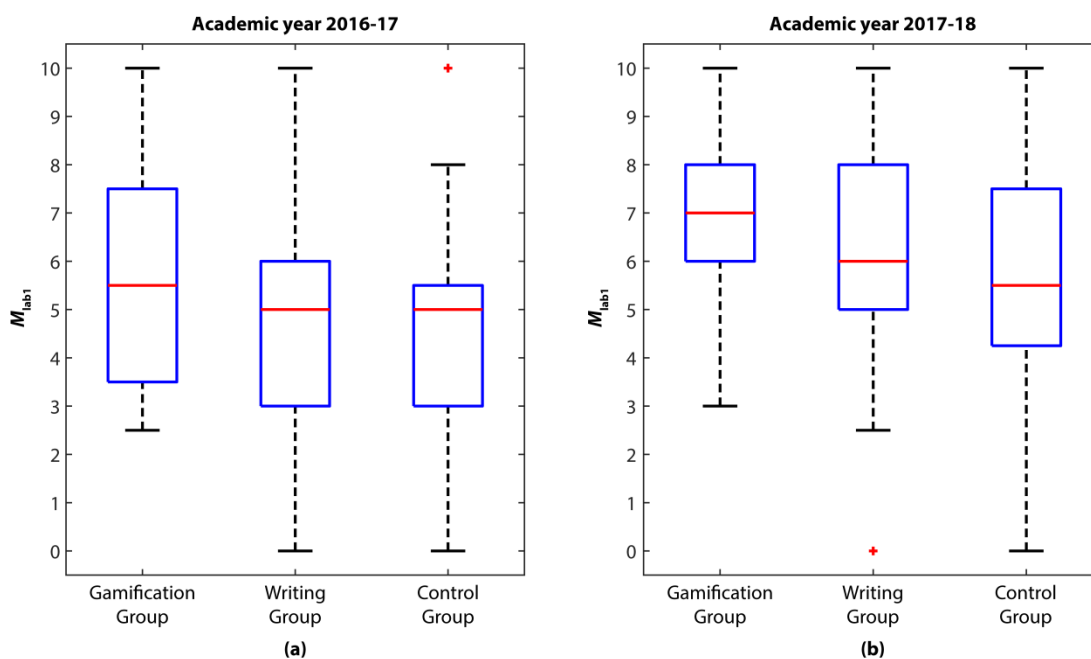 Academic year 2016-17
10
9
8
7
6
5
4
3
2
1
0
M_lab1
Gamification Group
Writing Group
Control Group
(a)
Academic year 2017-18
10
9
8
7
6
5
4
3
2
1
0
M_lab1
Gamification Group
Writing Group
Control Group
(b)